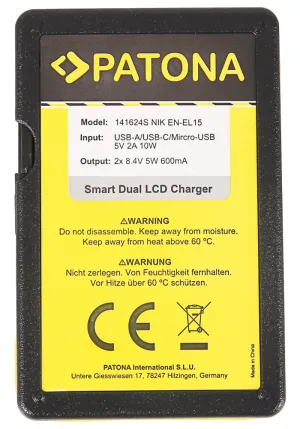 PATONA
Model: 141624S NIK EN-EL15
Input: USB-A/USB-C/Mircro-USB
5V 2A 10W
Output: 2x 8.4V 5W 600mA
Smart Dual LCD Charger
⚠WARNING
Do not disassemble. Keep away from moisture.
Keep away from heat above 60 ºC.
⚠WARNUNG
Nicht zerlegen. Von Feuchtigkeit fernhalten.
Vor Hitze über 60 ºC schützen.
CE
Made in China
PATONA International S.L.U.
Untere Giesswiesen 17, 78247 Hilzingen, Germany